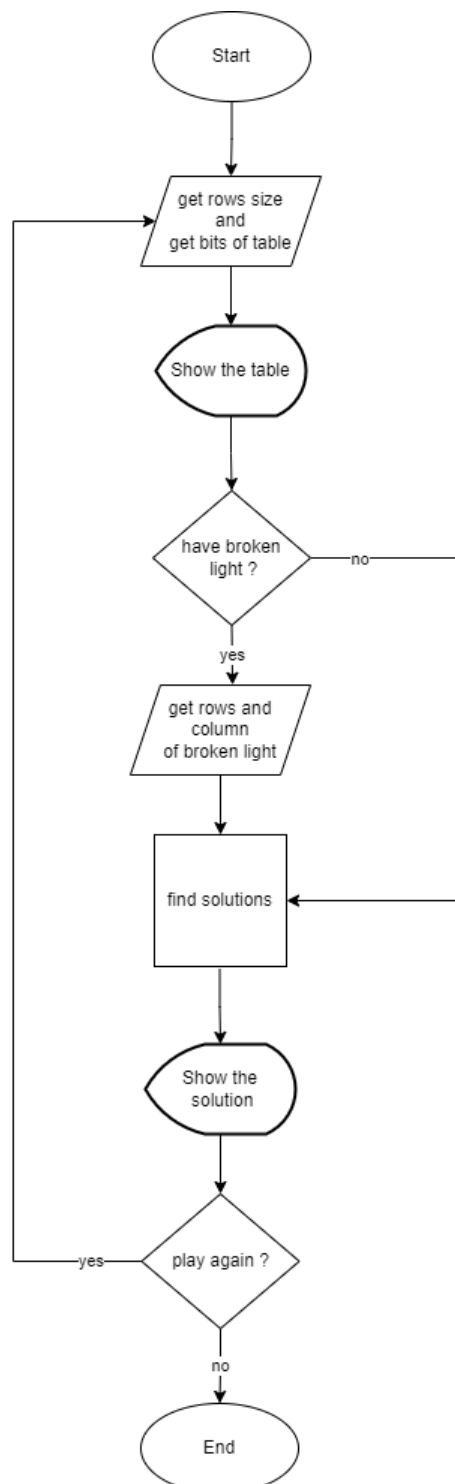 Start
get rows size
and
get bits of table
Show the table
have broken
light ?
no
yes
get rows and
column
of broken light
find solutions
Show the
solution
play again ?
yes
no
End